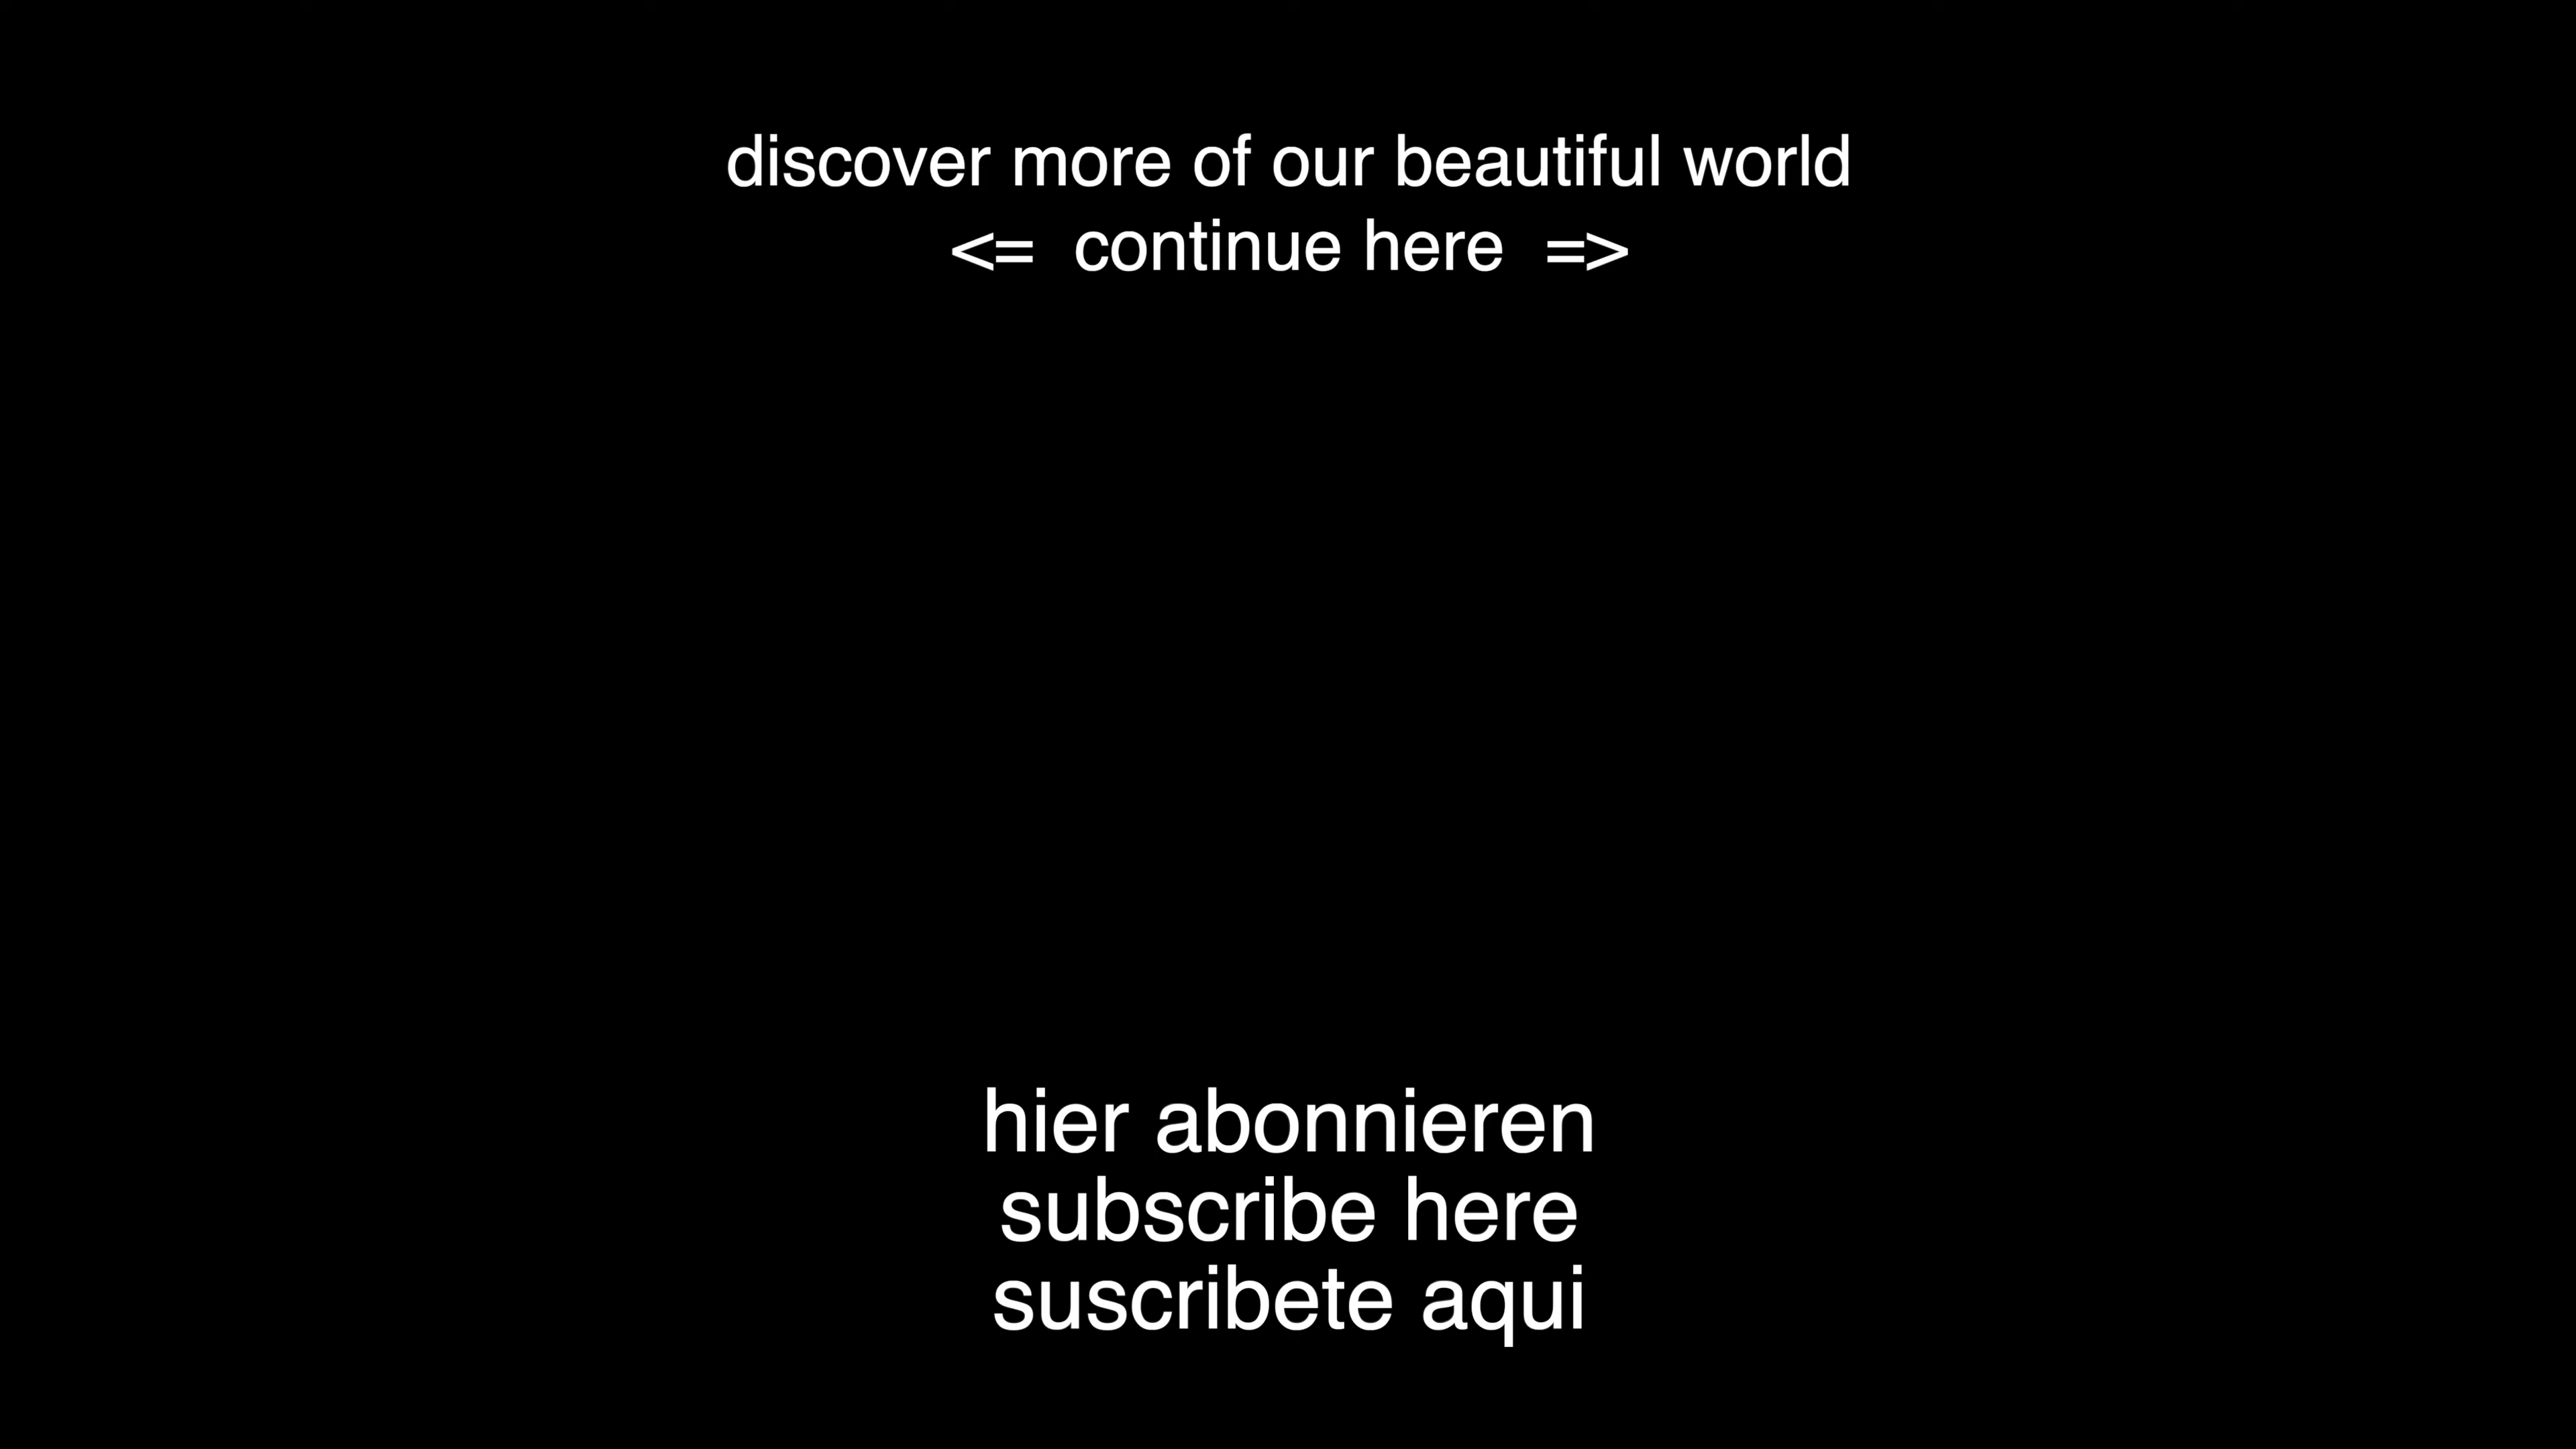 discover more of our beautiful world
<= continue here =>
hier abonnieren
subscribe here
suscribete aqui